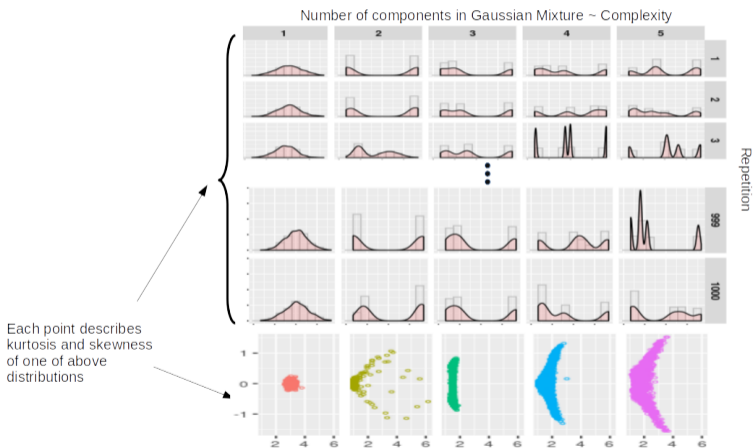 Number of components in Gaussian Mixture ~ Complexity
1 2 3 4 5
1
2
3
999
1000
Repetition
Each point describes
kurtosis and skewness
of one of above
distributions
1
0
-1
2 4 6 2 4 6 2 4 6 2 4 6 2 4 6